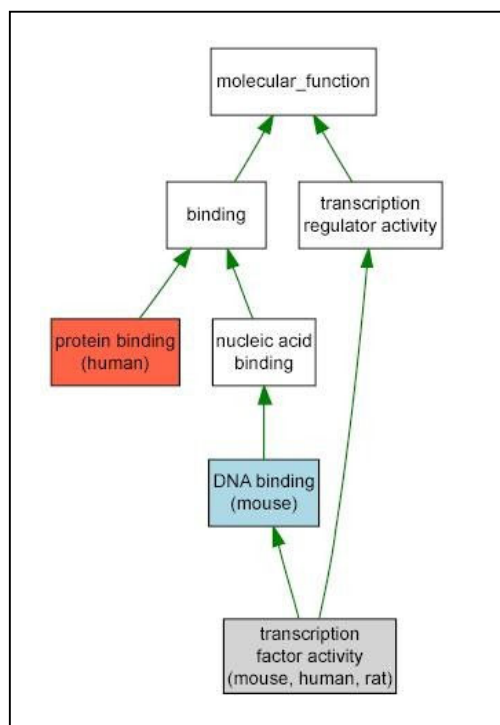 molecular_function
binding
transcription
regulator activity
protein binding
(human)
nucleic acid
binding
DNA binding
(mouse)
transcription
factor activity
(mouse, human, rat)